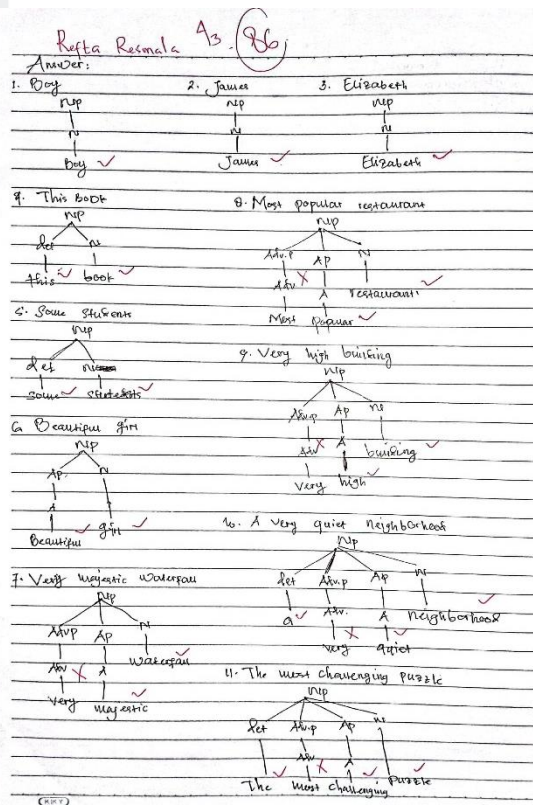 Refta Resmala A3. 86
Answer:
1. Boy
NP
N
Boy
2. James
NP
N
James
3. Elizabeth
NP
N
Elizabeth
4. This Book
NP
det N
this book
5. Some students
NP
det N
some students
6. Beautiful girl
NP
AP. N
A
Beautiful girl
7. Very majestic waterfall
NP
AdvP AP N
Adv A waterfall
very majestic
8. Most popular restaurant
NP
Adv.p AP N
Adv A restaurant
Most popular
9. Very high building
NP
Adv.p AP N
Adv A building
very high
10. A very quiet neighborhood
NP
det Adv.p AP N
a Adv. A neighborhood
very quiet
11. The most challenging puzzle
NP
det Adv.p AP N
Adv A
The most challenging puzzle
KKY